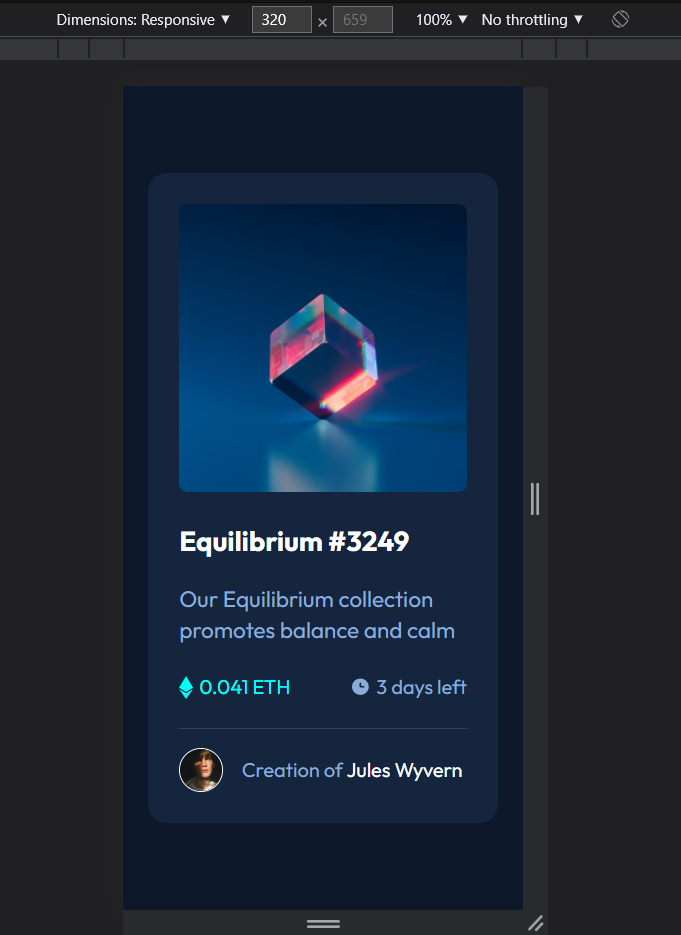 Dimensions: Responsive ▼ 320 × 659 100% ▼ No throttling ▼
Equilibrium #3249
Our Equilibrium collection
promotes balance and calm
0.041 ETH 3 days left
Creation of Jules Wyvern